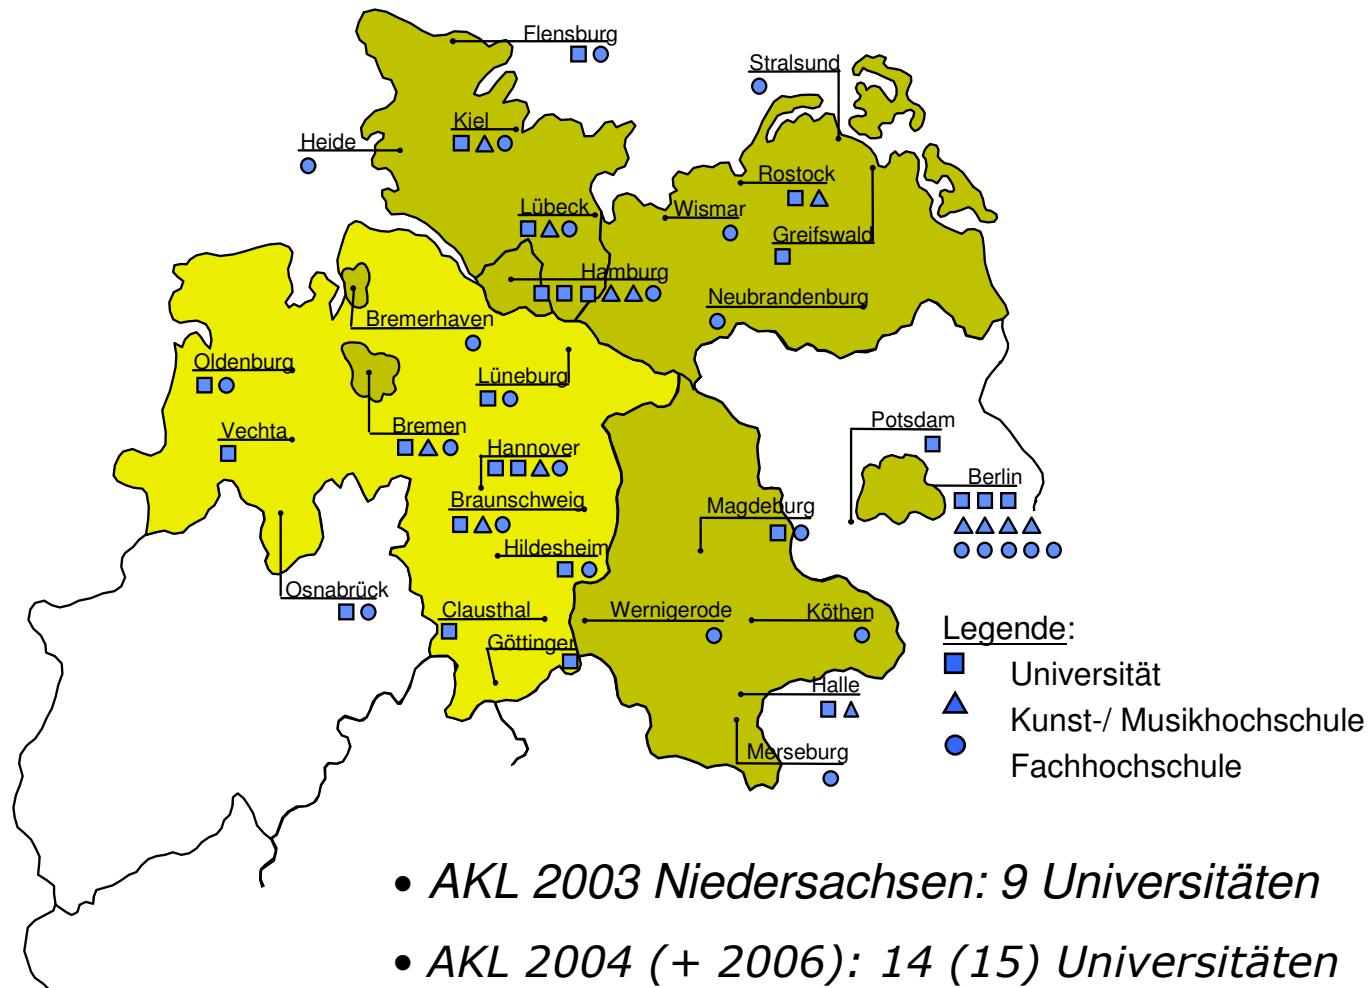 Flensburg
Stralsund
Kiel
Heide
Rostock
Lübeck
Wismar
Greifswald
Hamburg
Neubrandenburg
Bremerhaven
Oldenburg
Lüneburg
Potsdam
Vechta
Bremen
Hannover
Berlin
Braunschweig
Magdeburg
Hildesheim
Osnabrück
Clausthal
Wernigerode
Köthen
Göttingen
Legende:
Universität
Halle
Kunst-/ Musikhochschule
Merseburg
Fachhochschule
• AKL 2003 Niedersachsen: 9 Universitäten
• AKL 2004 (+ 2006): 14 (15) Universitäten